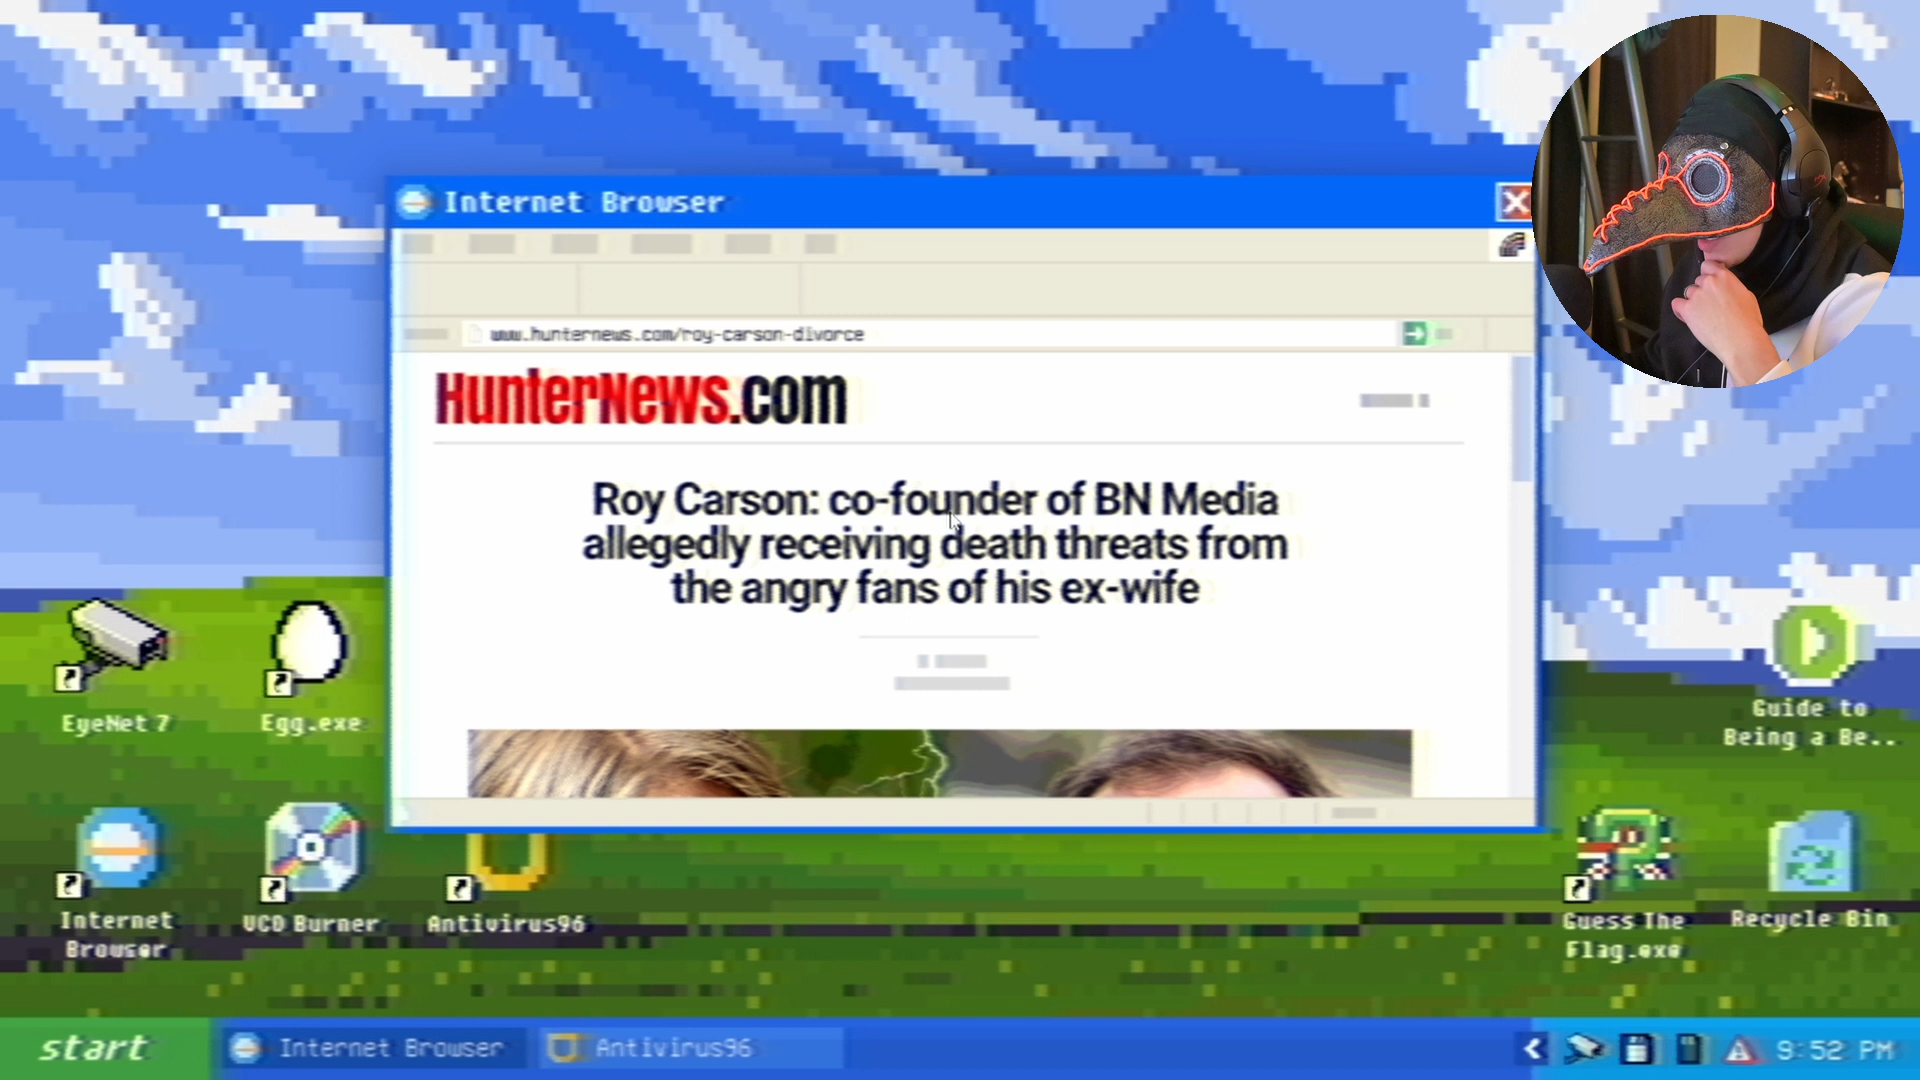 Internet Browser
www.hunternews.com/roy-carson-divorce
HunterNews.com
Roy Carson: co-founder of BN Media
allegedly receiving death threats from
the angry fans of his ex-wife
EyeNet 7
Egg.exe
Guide to
Being a Be..
Internet
Browser
VCD Burner
Antivirus96
Guess The
Flag.exe
Recycle Bin
start
Internet Browser
Antivirus96
9:52 PM